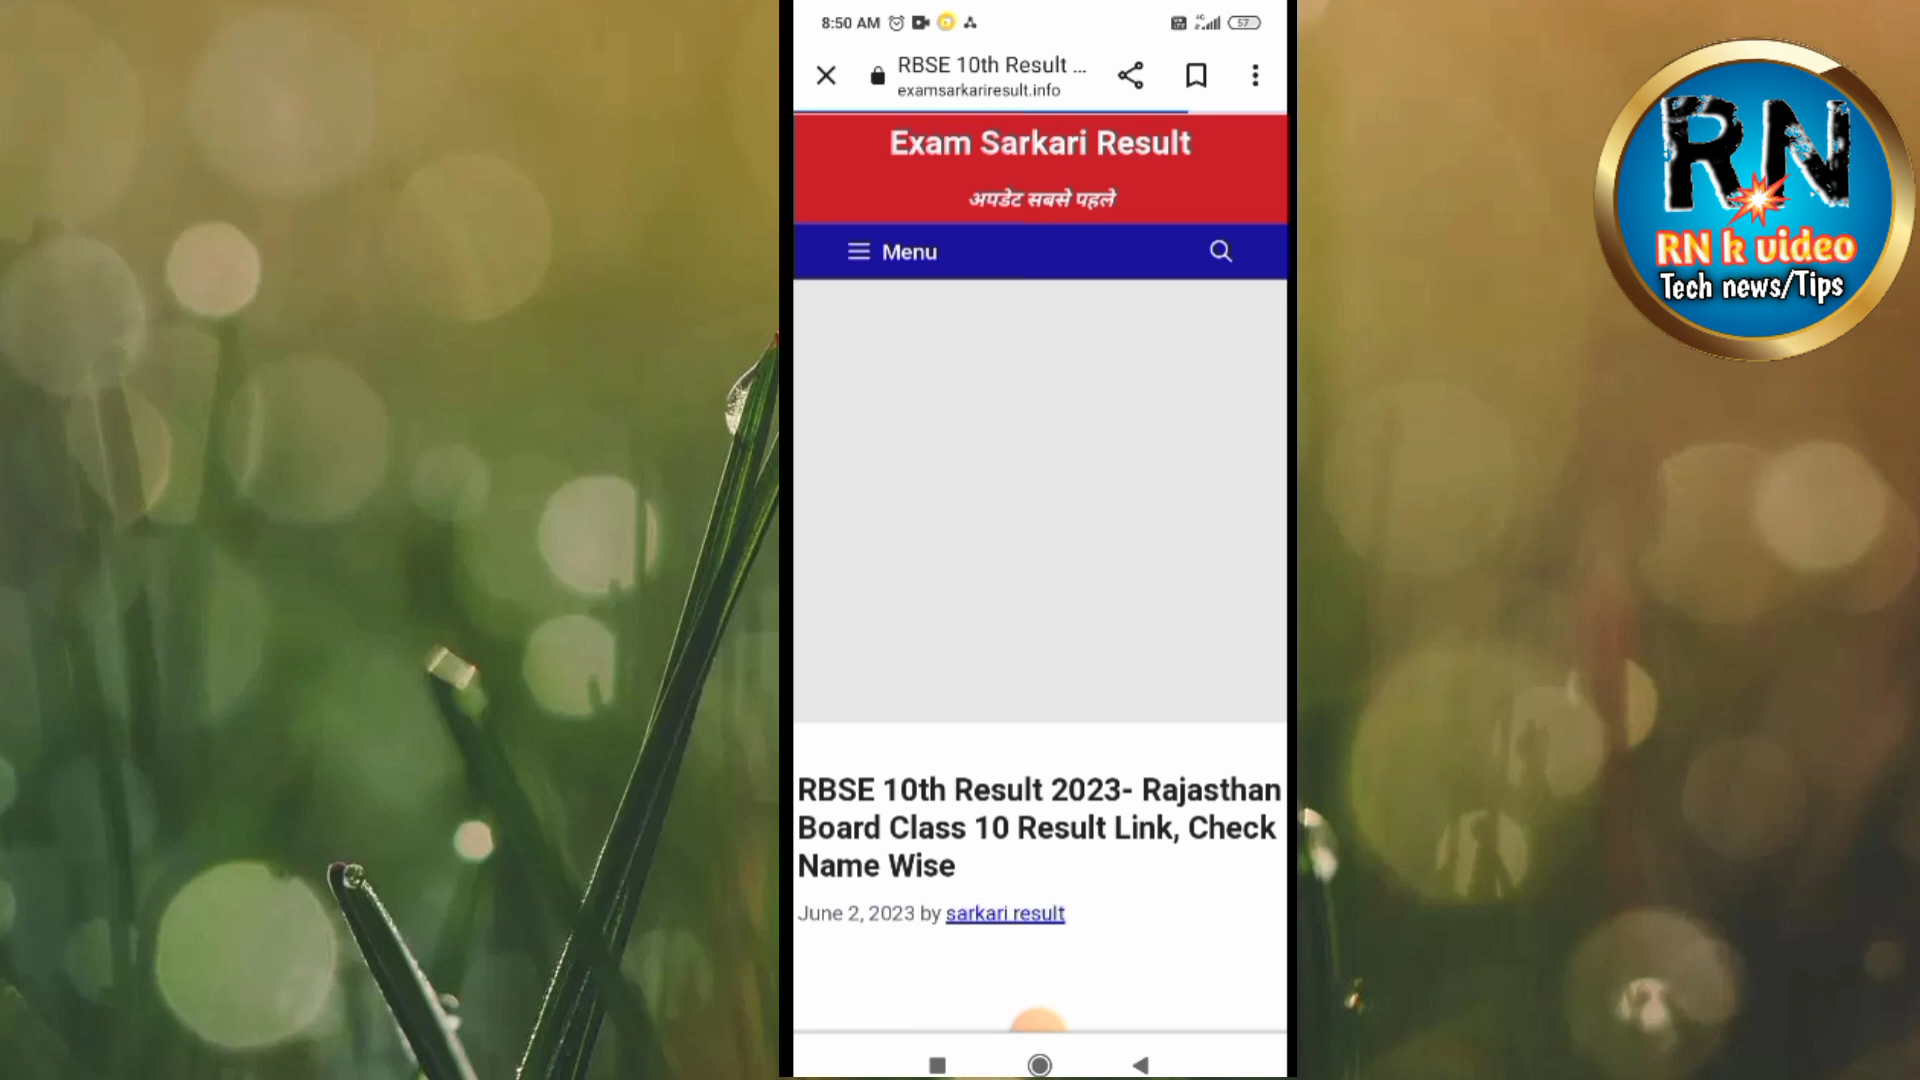 8:50 AM
4G
57
RBSE 10th Result ...
examsarkariresult.info
Exam Sarkari Result
अपडेट सबसे पहले
Menu
RBSE 10th Result 2023- Rajasthan
Board Class 10 Result Link, Check
Name Wise
June 2, 2023 by sarkari result
RN
RN k video
Tech news/Tips